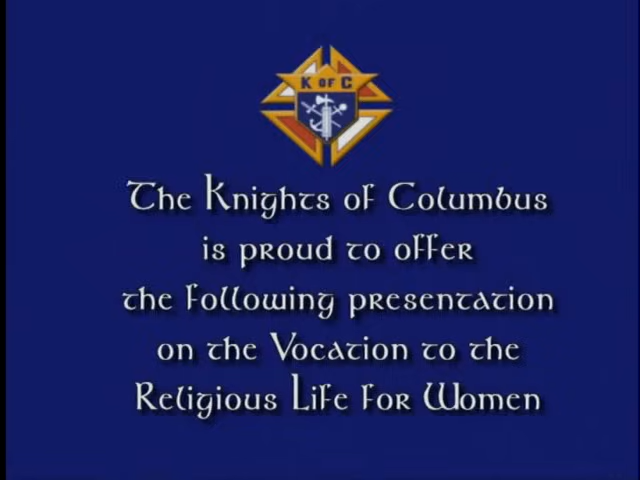 K OF C
The Knights of Columbus
is proud to offer
the following presentation
on the Vocation to the
Religious Life for Women